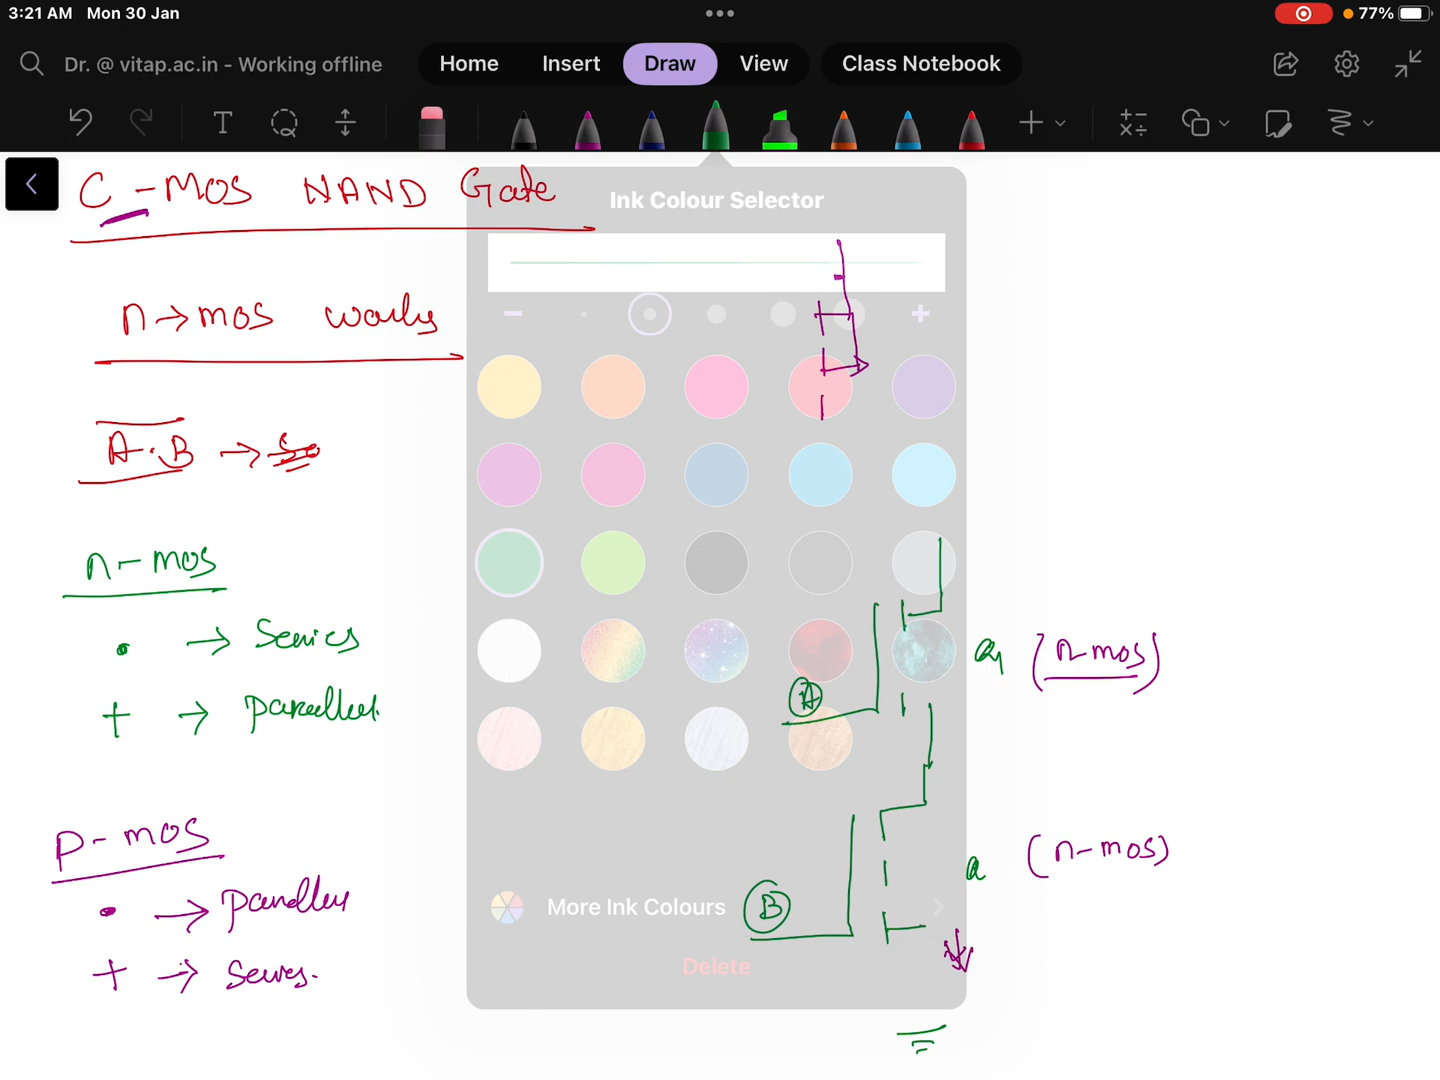 3:21 AM Mon 30 Jan
77%
Dr. @ vitap.ac.in - Working offline
Home Insert Draw View Class Notebook
C-MOS NAND Gate
Ink Colour Selector
n→mos works
A.B →
n-mos
. → Series
+ → parallel.
A
a1 (n-mos)
p-mos
. → parallel
+ → Series.
More Ink Colours
B
a (n-mos)
Delete